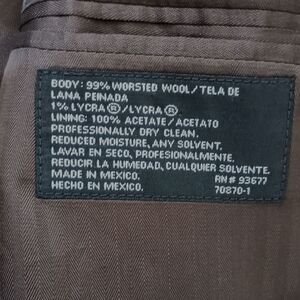 BODY: 99% WORSTED WOOL/TELA DE
LANA PEINADA
1% LYCRA ®/LYCRA ®
LINING: 100% ACETATE/ACETATO
PROFESSIONALLY DRY CLEAN.
REDUCED MOISTURE, ANY SOLVENT.
LAVAR EN SECO, PROFESIONALMENTE.
REDUCIR LA HUMEDAD, CUALQUIER SOLVENTE.
MADE IN MEXICO. RN# 93677
HECHO EN MEXICO. 70870-1